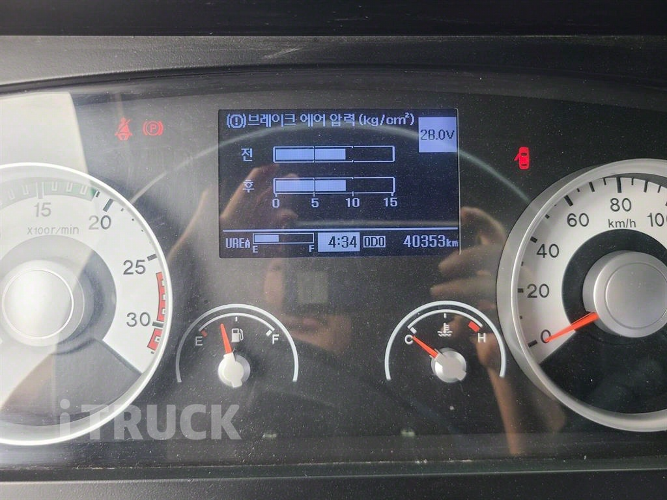 (!)브레이크 에어 압력 (kg/cm²)
28.0V
전
후
0 5 10 15
UREA E F 4:34 ODO 40353km
(P)
15 20 25 30
x100r/min
E F
C H
0 20 40 60 80 100
km/h
iTRUCK